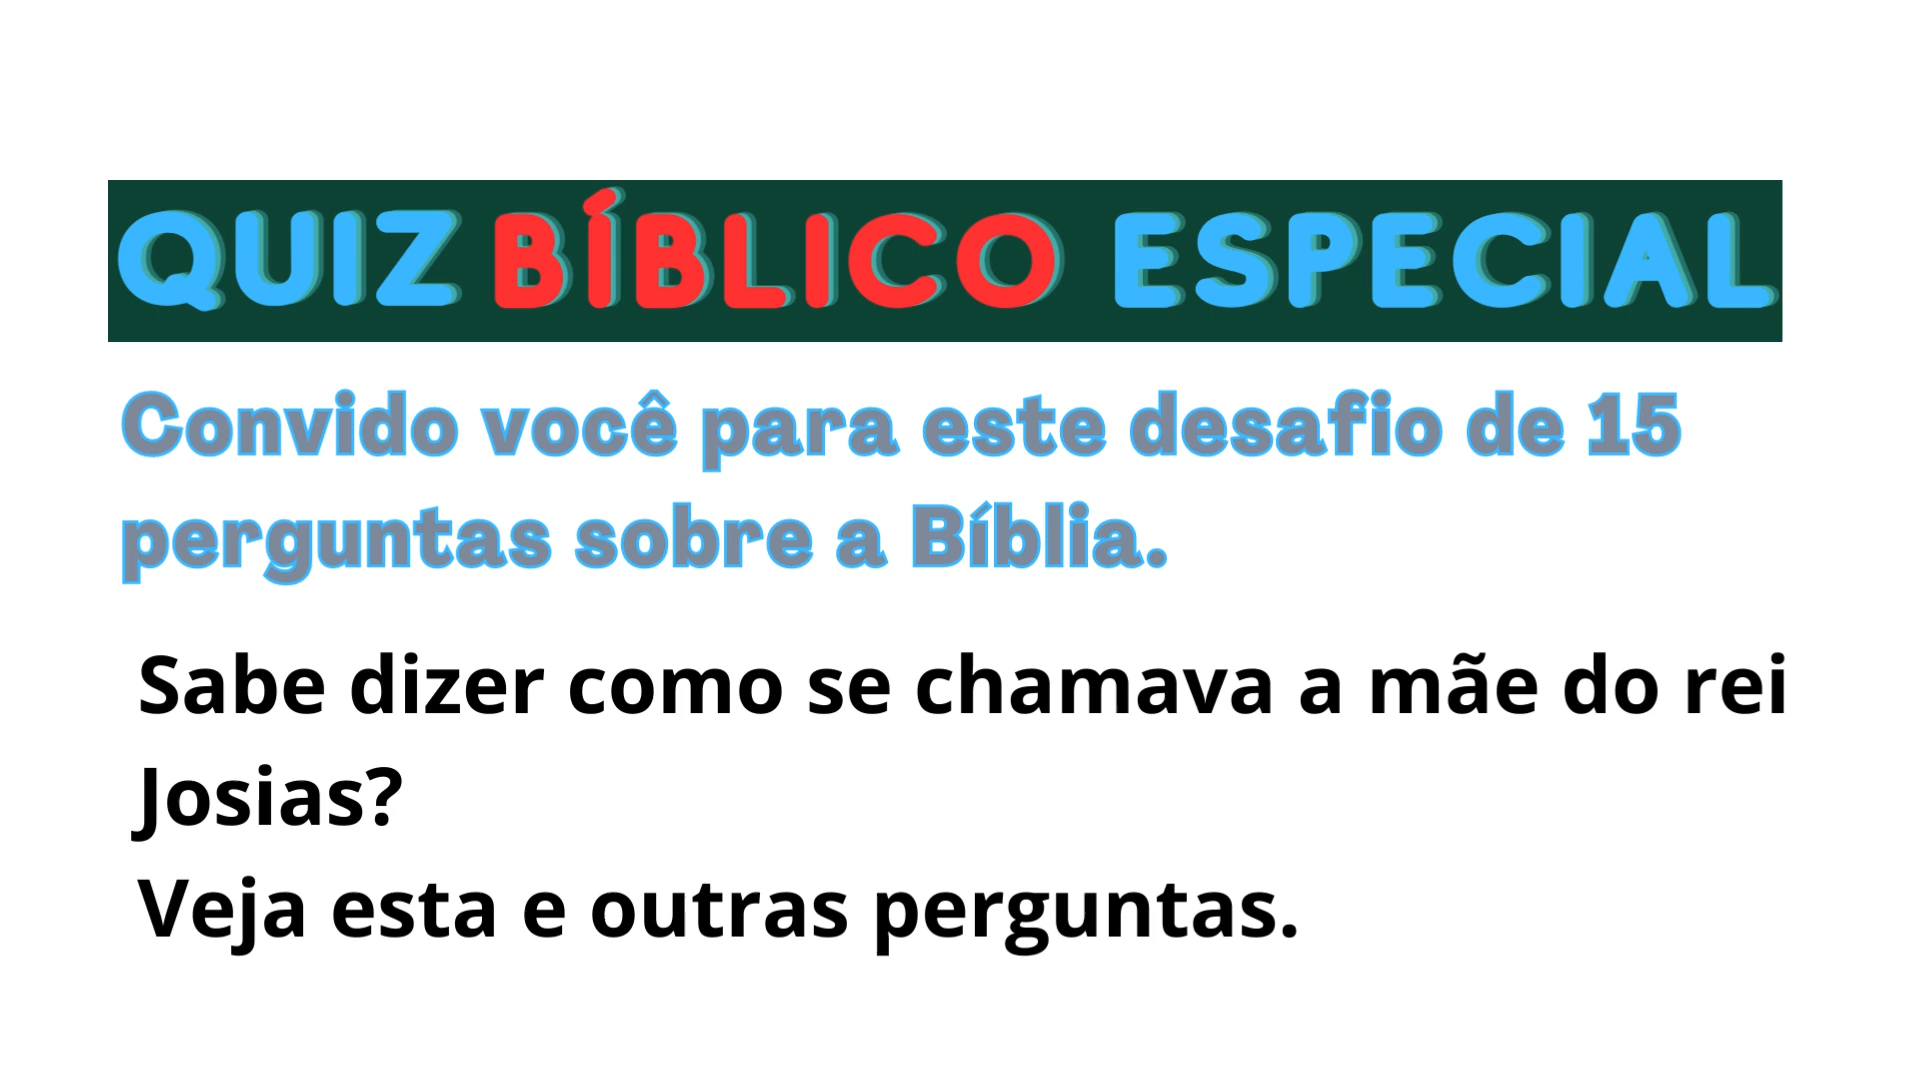 QUIZ BÍBLICO ESPECIAL
Convido você para este desafio de 15
perguntas sobre a Bíblia.
Sabe dizer como se chamava a mãe do rei
Josias?
Veja esta e outras perguntas.